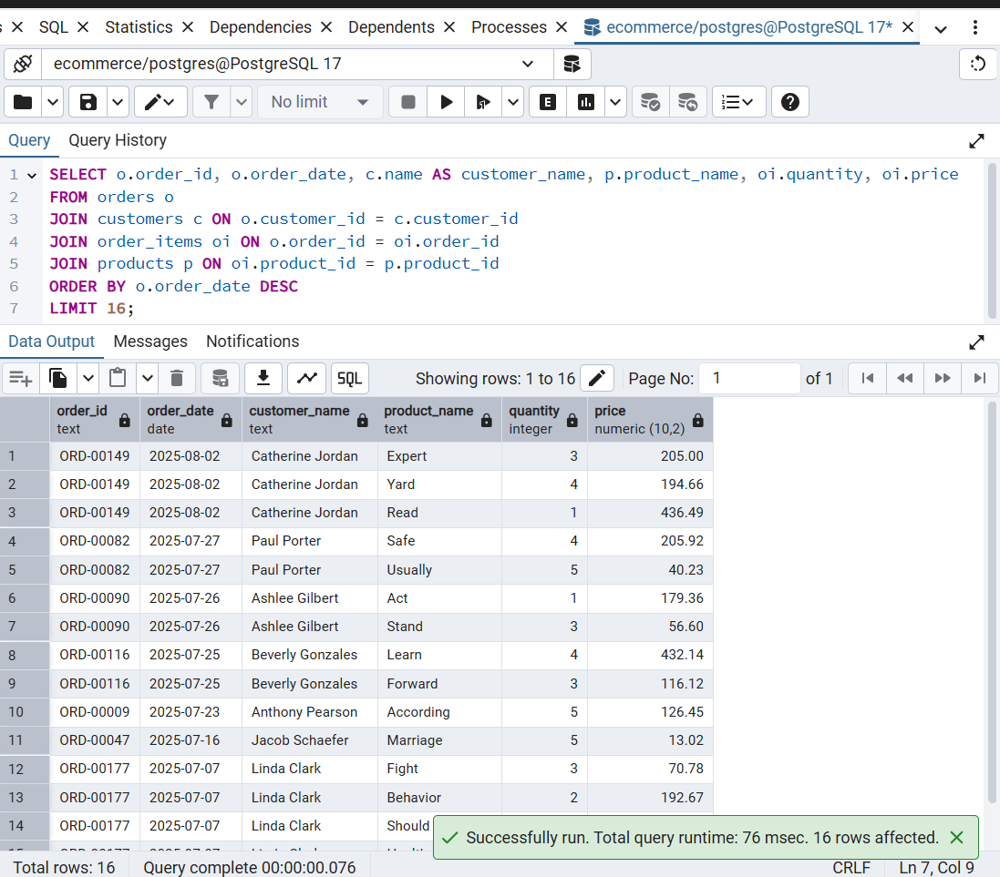 s SQL Statistics Dependencies Dependents Processes ecommerce/postgres@PostgreSQL 17*
ecommerce/postgres@PostgreSQL 17
No limit E
Query Query History
1 SELECT o.order_id, o.order_date, c.name AS customer_name, p.product_name, oi.quantity, oi.price
2 FROM orders o
3 JOIN customers c ON o.customer_id = c.customer_id
4 JOIN order_items oi ON o.order_id = oi.order_id
5 JOIN products p ON oi.product_id = p.product_id
6 ORDER BY o.order_date DESC
7 LIMIT 16;
Data Output Messages Notifications
SQL Showing rows: 1 to 16 Page No: 1 of 1
order_id order_date customer_name product_name quantity price
text date text text integer numeric (10,2)
1 ORD-00149 2025-08-02 Catherine Jordan Expert 3 205.00
2 ORD-00149 2025-08-02 Catherine Jordan Yard 4 194.66
3 ORD-00149 2025-08-02 Catherine Jordan Read 1 436.49
4 ORD-00082 2025-07-27 Paul Porter Safe 4 205.92
5 ORD-00082 2025-07-27 Paul Porter Usually 5 40.23
6 ORD-00090 2025-07-26 Ashlee Gilbert Act 1 179.36
7 ORD-00090 2025-07-26 Ashlee Gilbert Stand 3 56.60
8 ORD-00116 2025-07-25 Beverly Gonzales Learn 4 432.14
9 ORD-00116 2025-07-25 Beverly Gonzales Forward 3 116.12
10 ORD-00009 2025-07-23 Anthony Pearson According 5 126.45
11 ORD-00047 2025-07-16 Jacob Schaefer Marriage 5 13.02
12 ORD-00177 2025-07-07 Linda Clark Fight 3 70.78
13 ORD-00177 2025-07-07 Linda Clark Behavior 2 192.67
14 ORD-00177 2025-07-07 Linda Clark Should
Successfully run. Total query runtime: 76 msec. 16 rows affected.
Total rows: 16 Query complete 00:00:00.076 CRLF Ln 7, Col 9